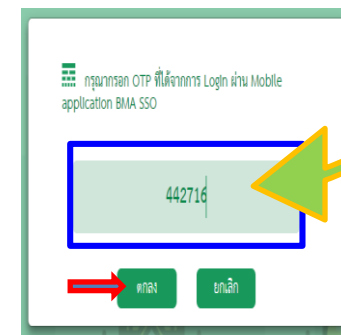 กรุณากรอก OTP ที่ได้จากการ Login ผ่าน Mobile
application BMA SSO
442716
ตกลง
ยกเลิก